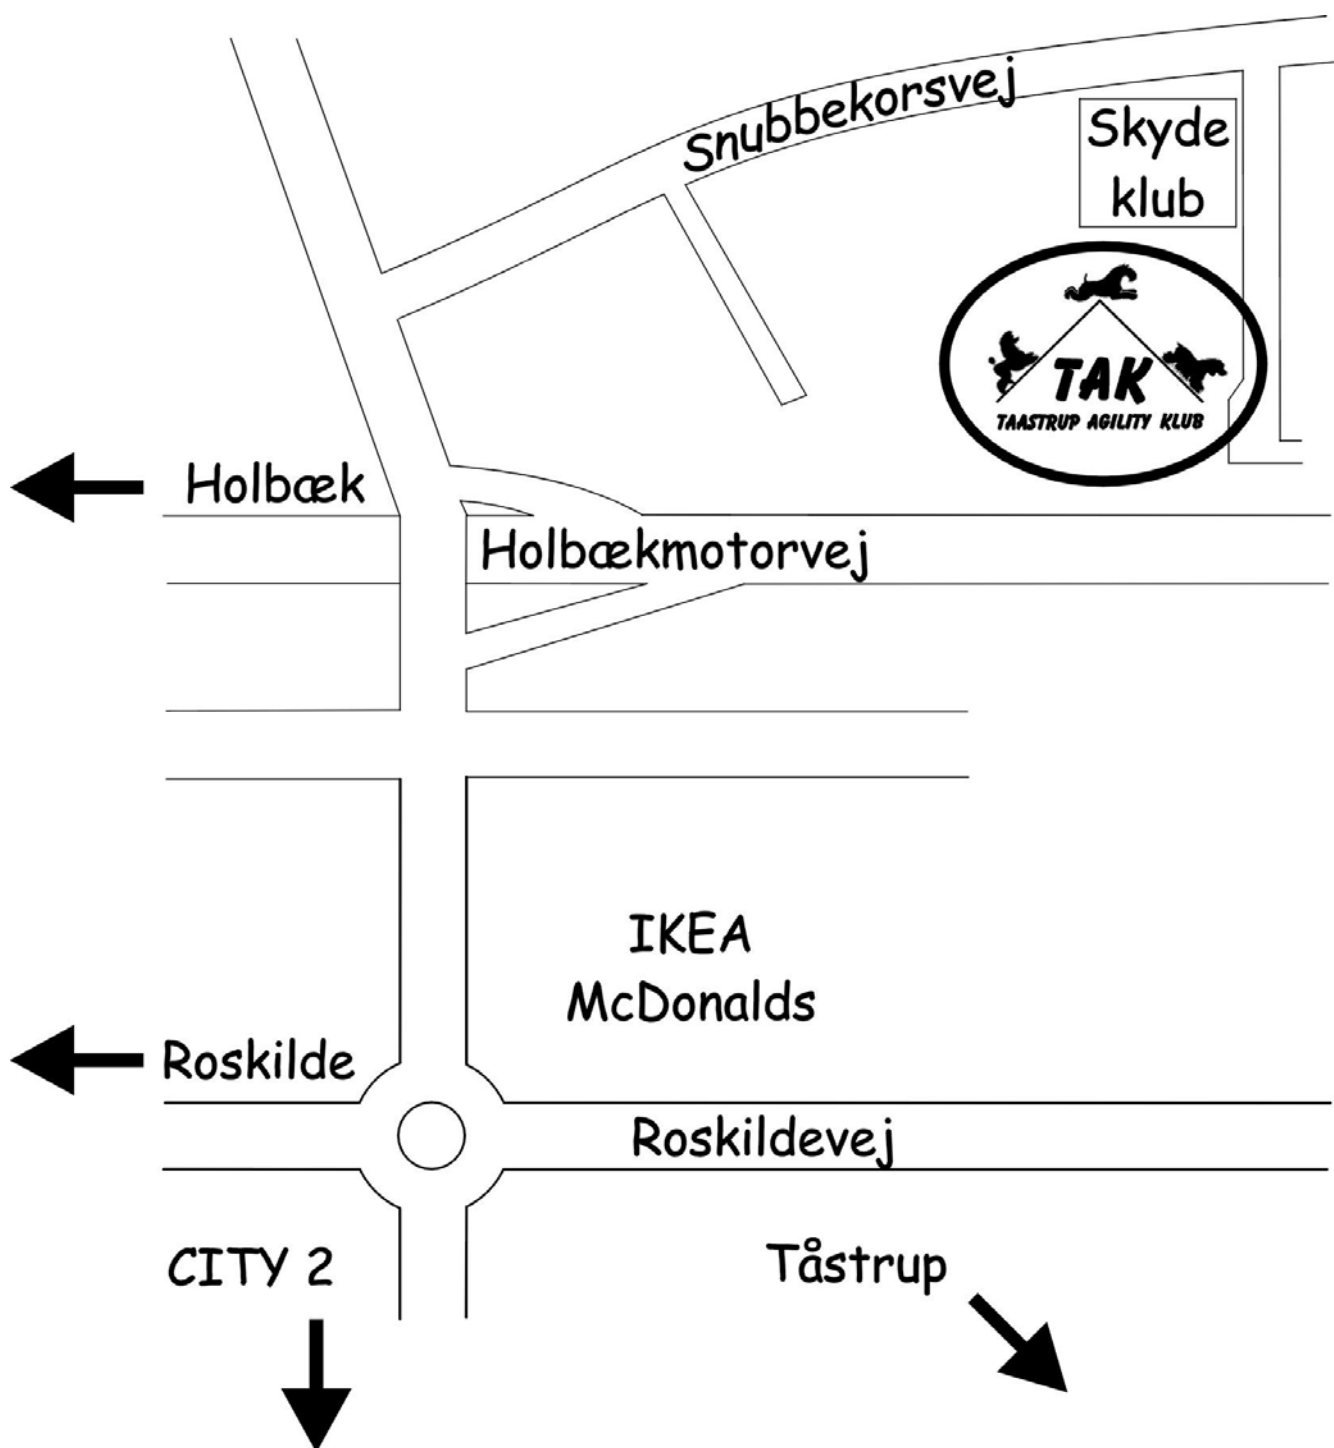 Snubbekorsvej
Skyde
klub
TAK
TAASTRUP AGILITY KLUB
Holbæk
Holbækmotorvej
IKEA
McDonalds
Roskilde
Roskildevej
CITY 2
Tåstrup